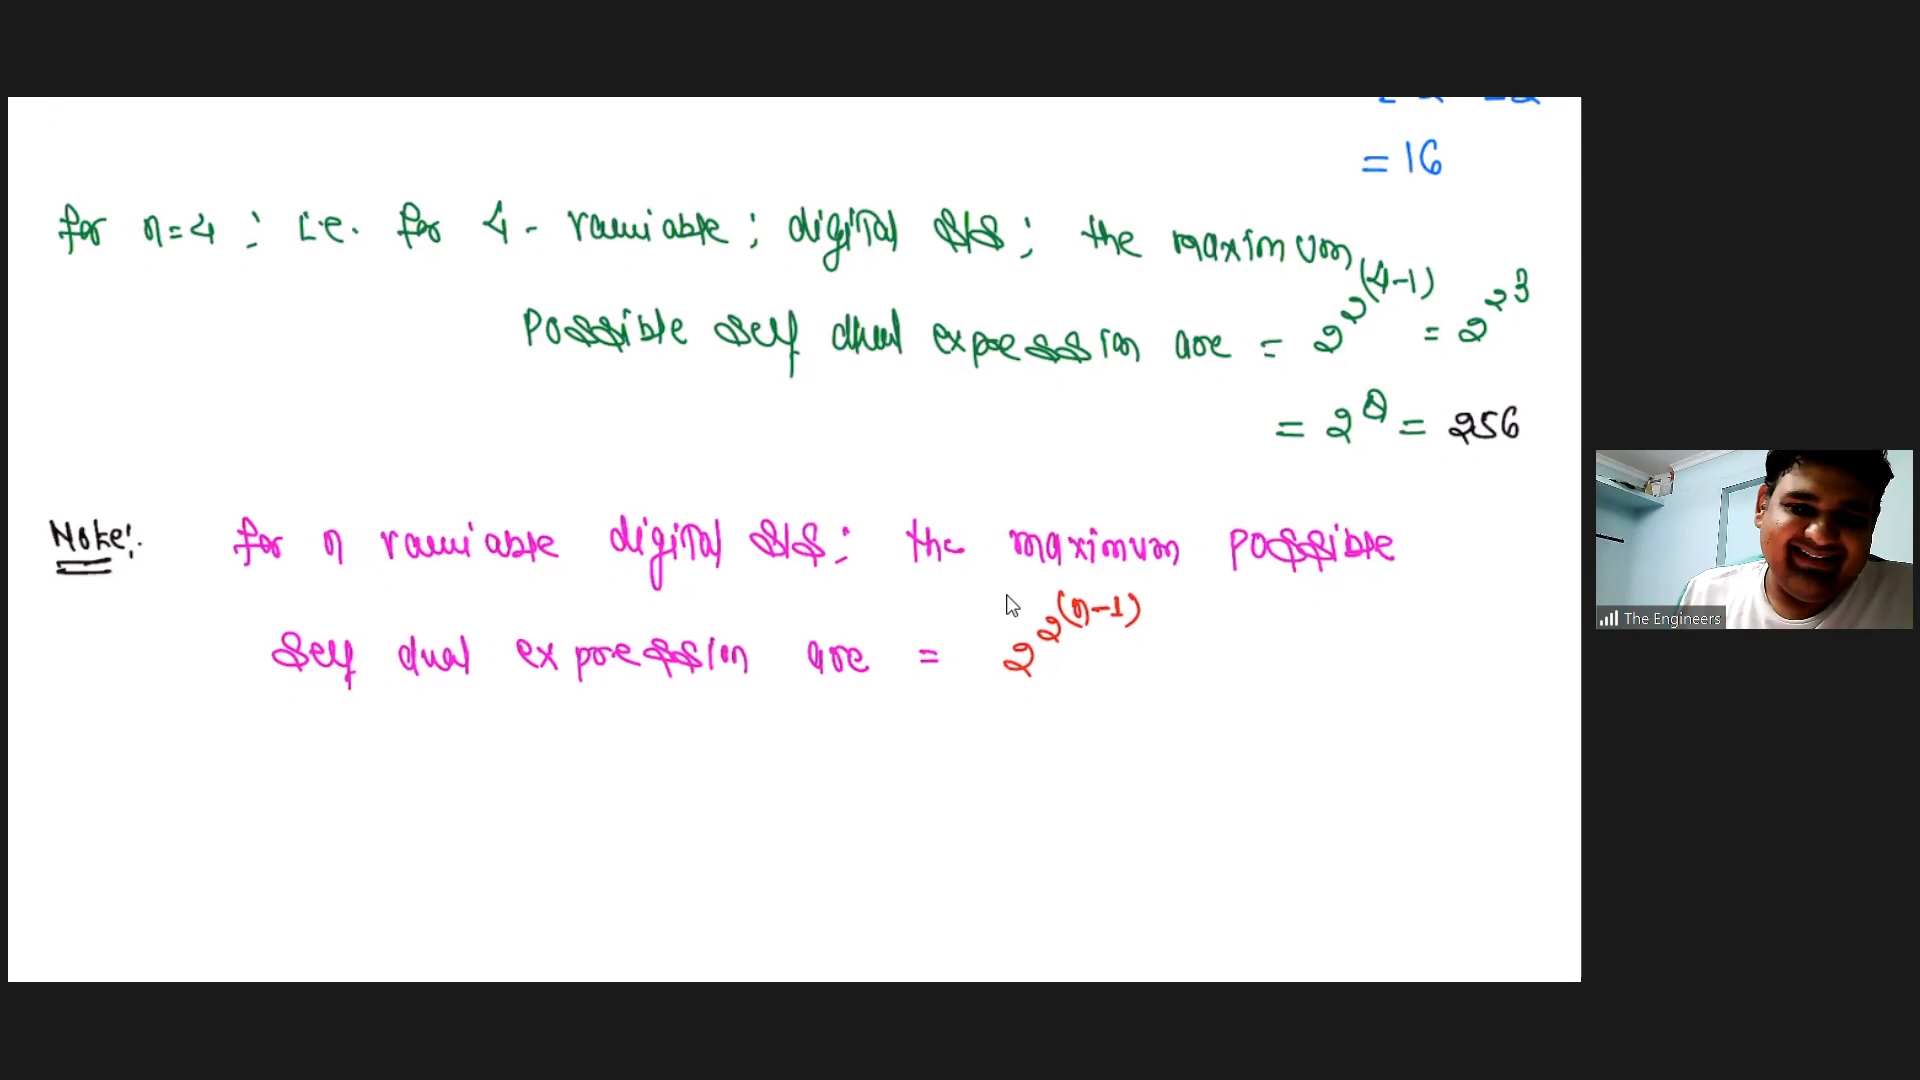 = 16
for n=4 : i.e. for 4 - variable ; digital S/S ; the maximum
Possible self dual expression are = 2^2^(4-1) = 2^2^3
= 2^8 = 256
Note:- for n variable digital S/S : the maximum possible
self dual expression are = 2^2^(n-1)
The Engineers